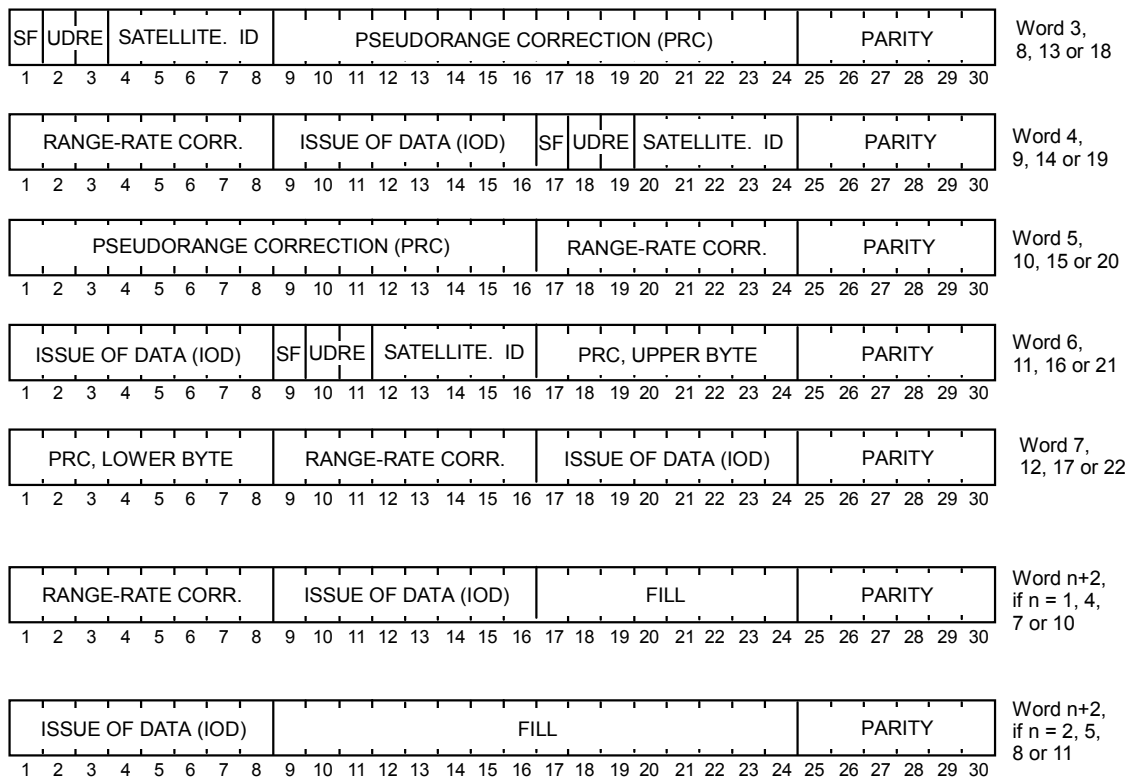 SF UDRE SATELLITE. ID PSEUDORANGE CORRECTION (PRC) PARITY Word 3,
8, 13 or 18
1 2 3 4 5 6 7 8 9 10 11 12 13 14 15 16 17 18 19 20 21 22 23 24 25 26 27 28 29 30
RANGE-RATE CORR. ISSUE OF DATA (IOD) SF UDRE SATELLITE. ID PARITY Word 4,
9, 14 or 19
1 2 3 4 5 6 7 8 9 10 11 12 13 14 15 16 17 18 19 20 21 22 23 24 25 26 27 28 29 30
PSEUDORANGE CORRECTION (PRC) RANGE-RATE CORR. PARITY Word 5,
10, 15 or 20
1 2 3 4 5 6 7 8 9 10 11 12 13 14 15 16 17 18 19 20 21 22 23 24 25 26 27 28 29 30
ISSUE OF DATA (IOD) SF UDRE SATELLITE. ID PRC, UPPER BYTE PARITY Word 6,
11, 16 or 21
1 2 3 4 5 6 7 8 9 10 11 12 13 14 15 16 17 18 19 20 21 22 23 24 25 26 27 28 29 30
PRC, LOWER BYTE RANGE-RATE CORR. ISSUE OF DATA (IOD) PARITY Word 7,
12, 17 or 22
1 2 3 4 5 6 7 8 9 10 11 12 13 14 15 16 17 18 19 20 21 22 23 24 25 26 27 28 29 30
RANGE-RATE CORR. ISSUE OF DATA (IOD) FILL PARITY Word n+2,
if n = 1, 4,
7 or 10
1 2 3 4 5 6 7 8 9 10 11 12 13 14 15 16 17 18 19 20 21 22 23 24 25 26 27 28 29 30
ISSUE OF DATA (IOD) FILL PARITY Word n+2,
if n = 2, 5,
8 or 11
1 2 3 4 5 6 7 8 9 10 11 12 13 14 15 16 17 18 19 20 21 22 23 24 25 26 27 28 29 30